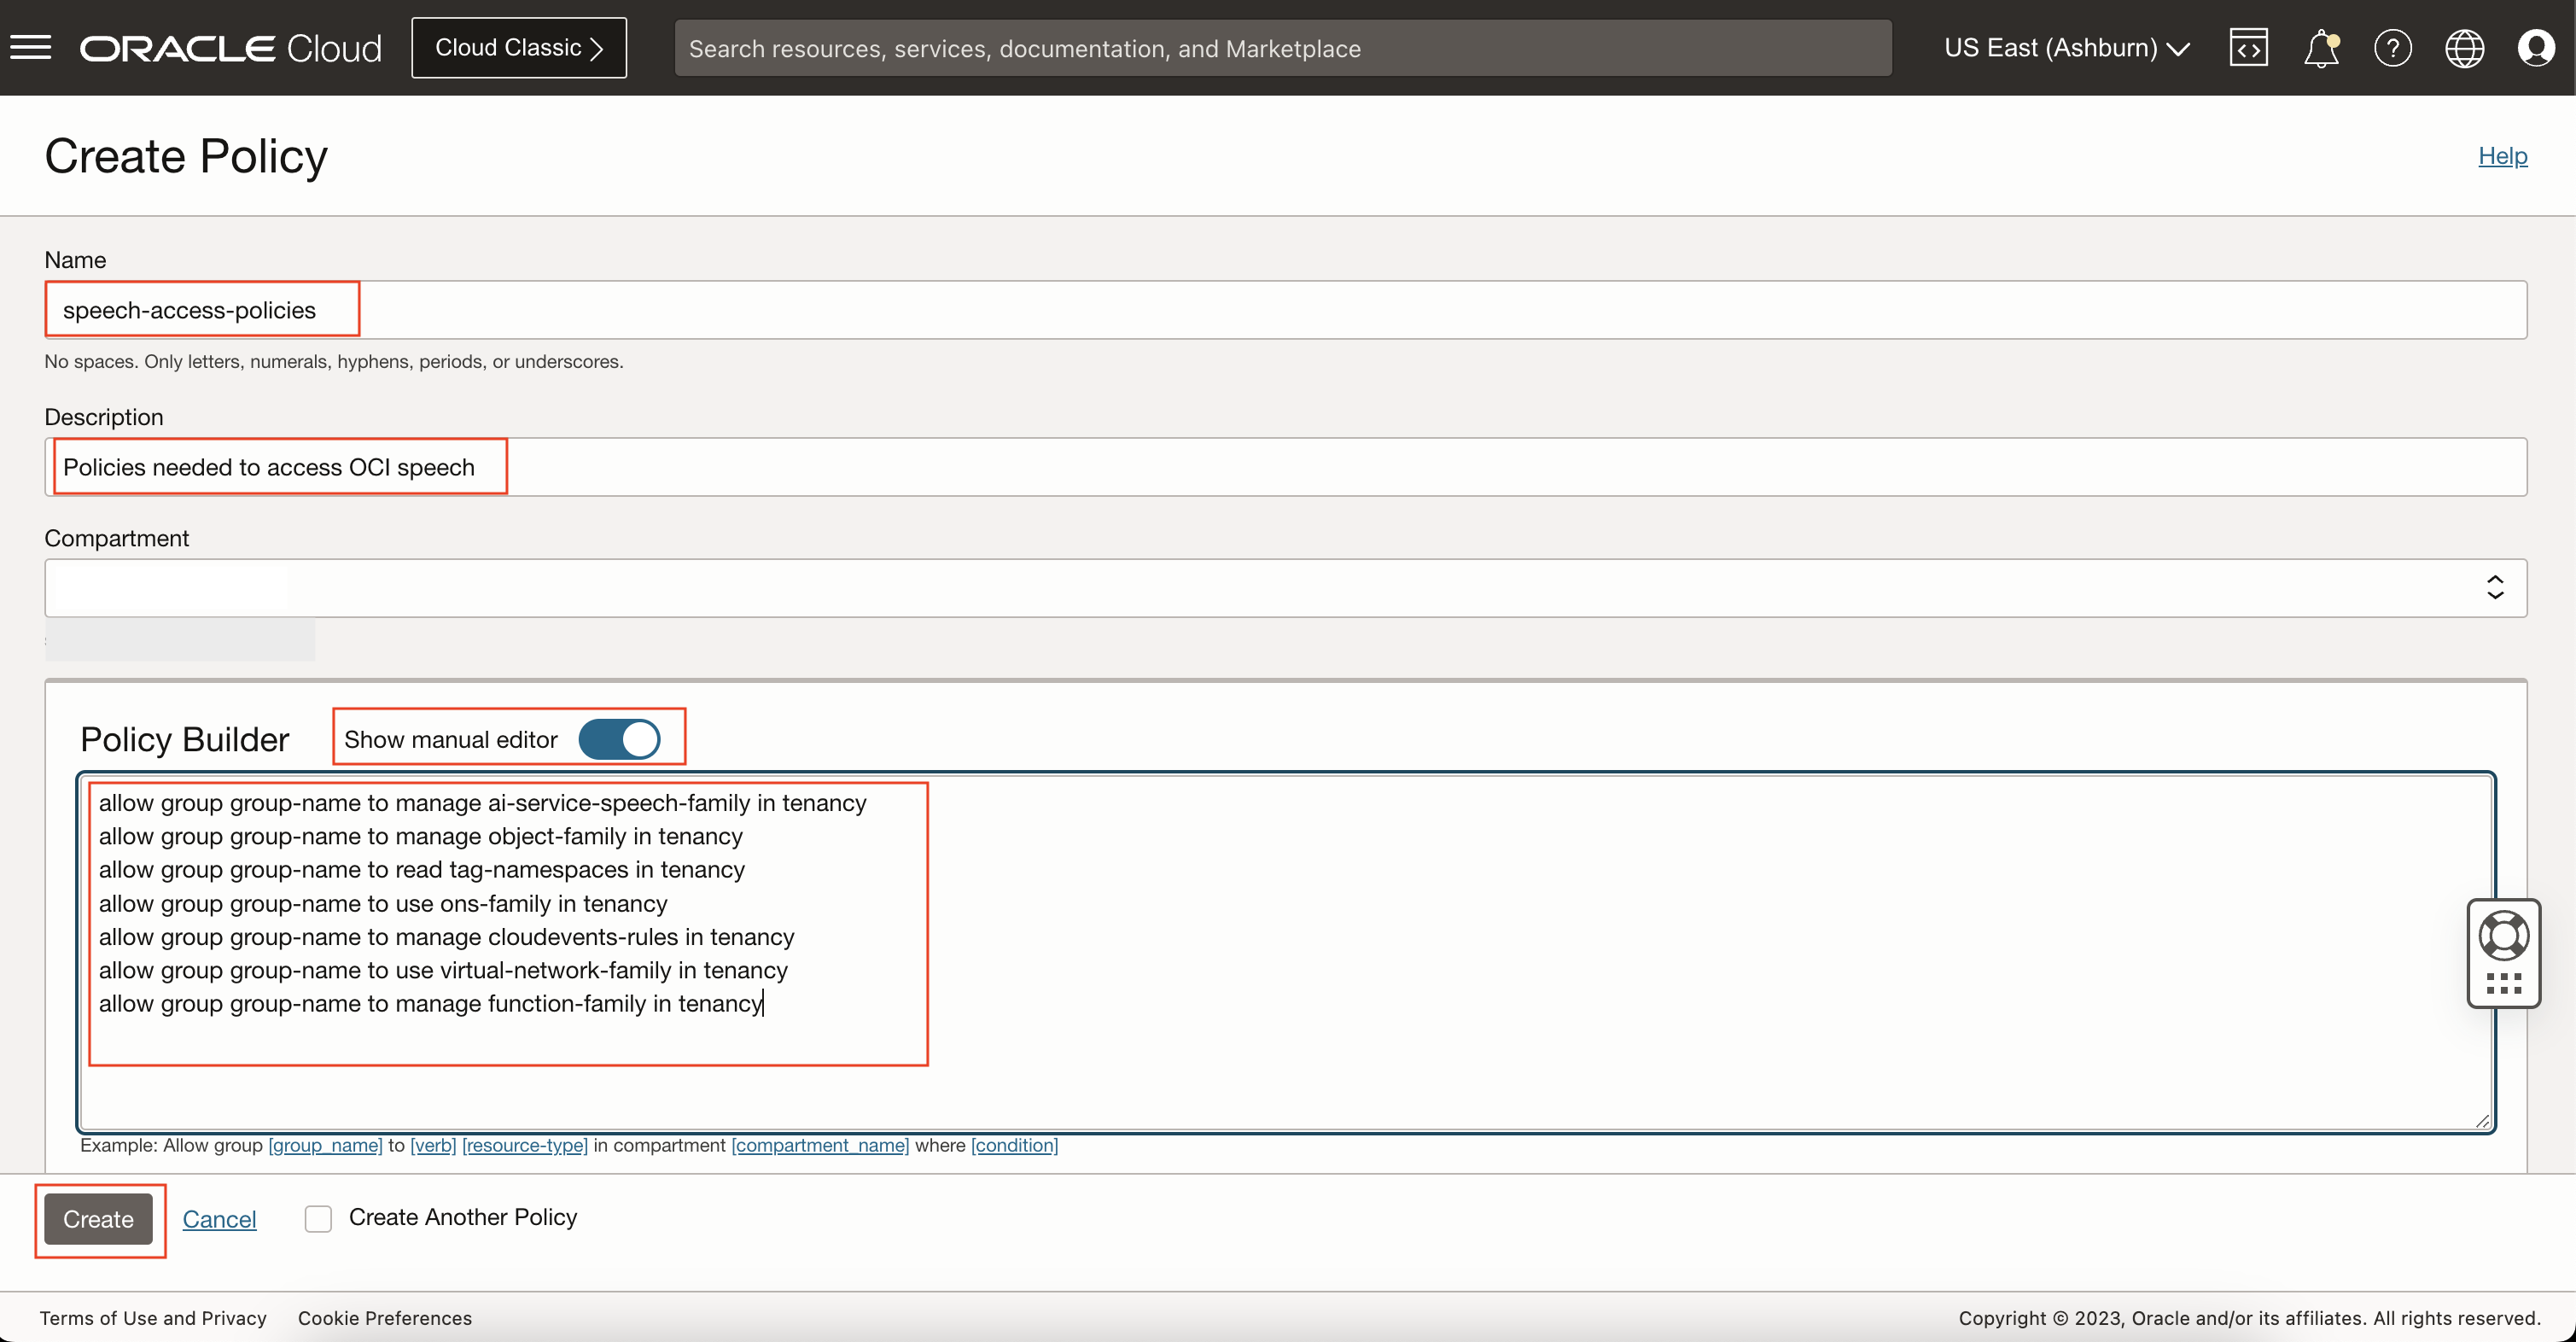 ORACLE Cloud
Cloud Classic
Search resources, services, documentation, and Marketplace
US East (Ashburn)
Create Policy
Help
Name
speech-access-policies
No spaces. Only letters, numerals, hyphens, periods, or underscores.
Description
Policies needed to access OCI speech
Compartment
Policy Builder
Show manual editor
allow group group-name to manage ai-service-speech-family in tenancy
allow group group-name to manage object-family in tenancy
allow group group-name to read tag-namespaces in tenancy
allow group group-name to use ons-family in tenancy
allow group group-name to manage cloudevents-rules in tenancy
allow group group-name to use virtual-network-family in tenancy
allow group group-name to manage function-family in tenancy
Example: Allow group [group_name] to [verb] [resource-type] in compartment [compartment_name] where [condition]
Create
Cancel
Create Another Policy
Terms of Use and Privacy
Cookie Preferences
Copyright © 2023, Oracle and/or its affiliates. All rights reserved.